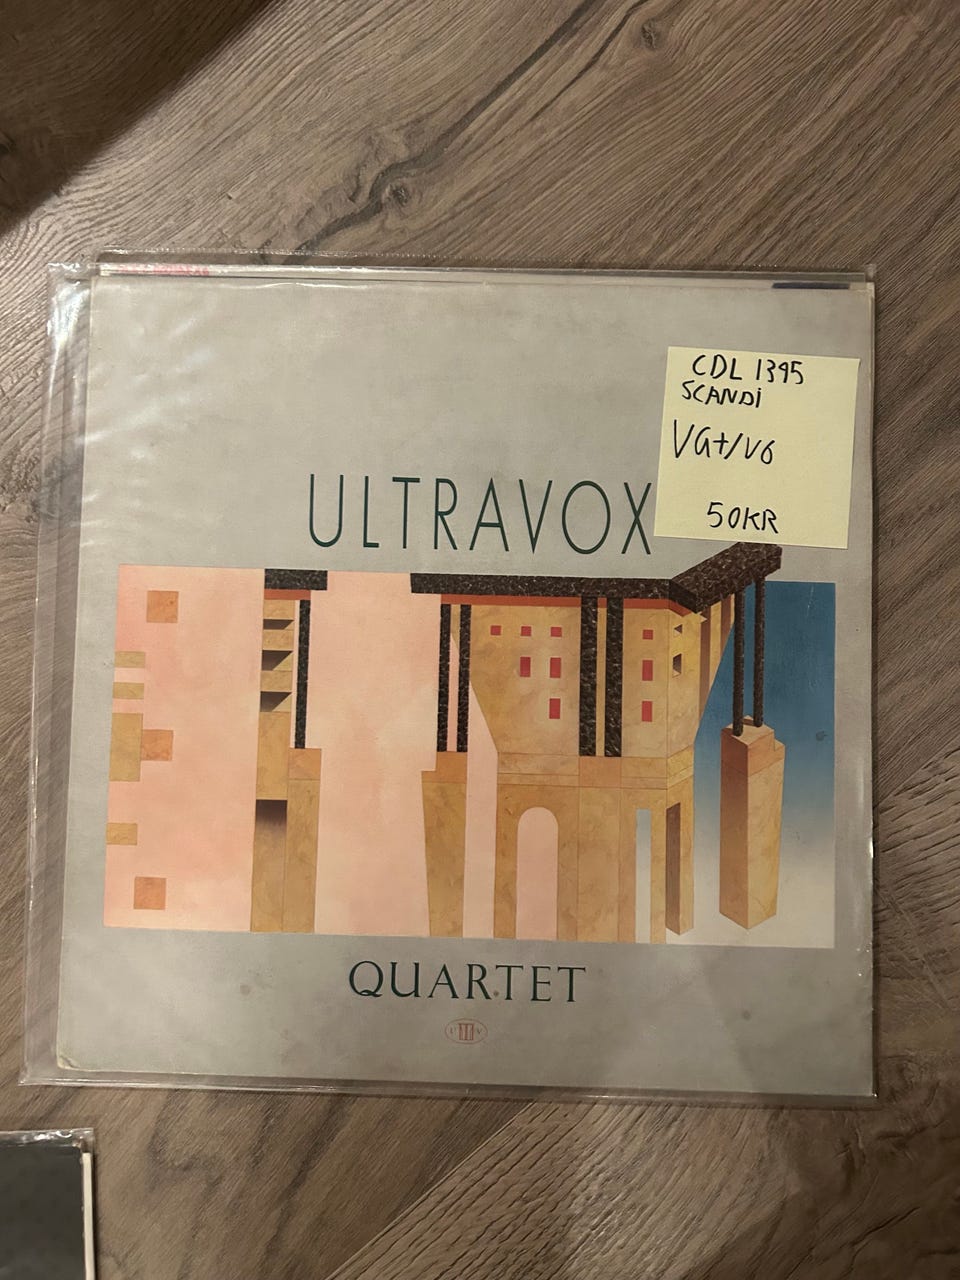 CDL 1395
SCANDi
VG+/VG
50KR
ULTRAVOX
QUARTET
U V